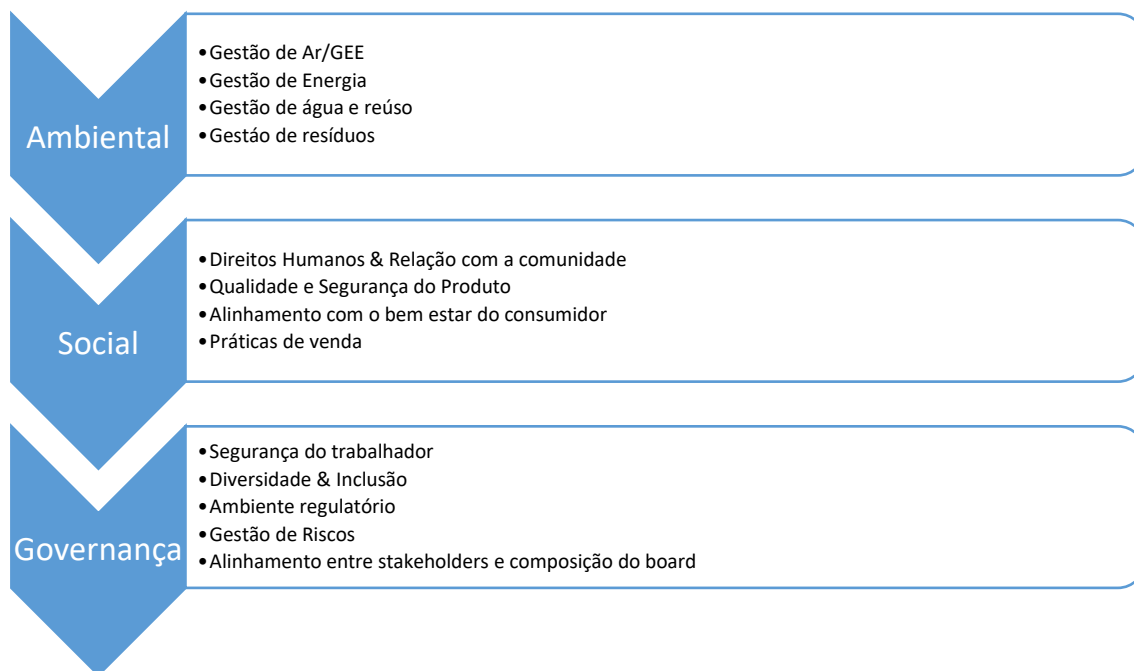 Ambiental
•Gestão de Ar/GEE
•Gestão de Energia
•Gestão de água e reúso
•Gestáo de resíduos
Social
•Direitos Humanos & Relação com a comunidade
•Qualidade e Segurança do Produto
•Alinhamento com o bem estar do consumidor
•Práticas de venda
Governança
•Segurança do trabalhador
•Diversidade & Inclusão
•Ambiente regulatório
•Gestão de Riscos
•Alinhamento entre stakeholders e composição do board